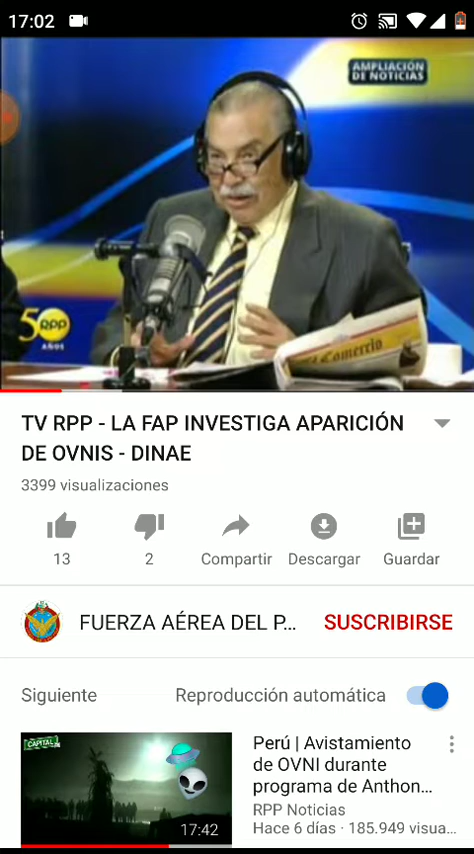 17:02
AMPLIACIÓN
DE NOTICIAS
50 RPP
AÑOS
El Comercio
TV RPP - LA FAP INVESTIGA APARICIÓN
DE OVNIS - DINAE
3399 visualizaciones
13
2
Compartir
Descargar
Guardar
FUERZA AÉREA DEL P...
SUSCRIBIRSE
Siguiente
Reproducción automática
CAPITAL
17:42
Perú | Avistamiento
de OVNI durante
programa de Anthon...
RPP Noticias
Hace 6 días · 185.949 visua...